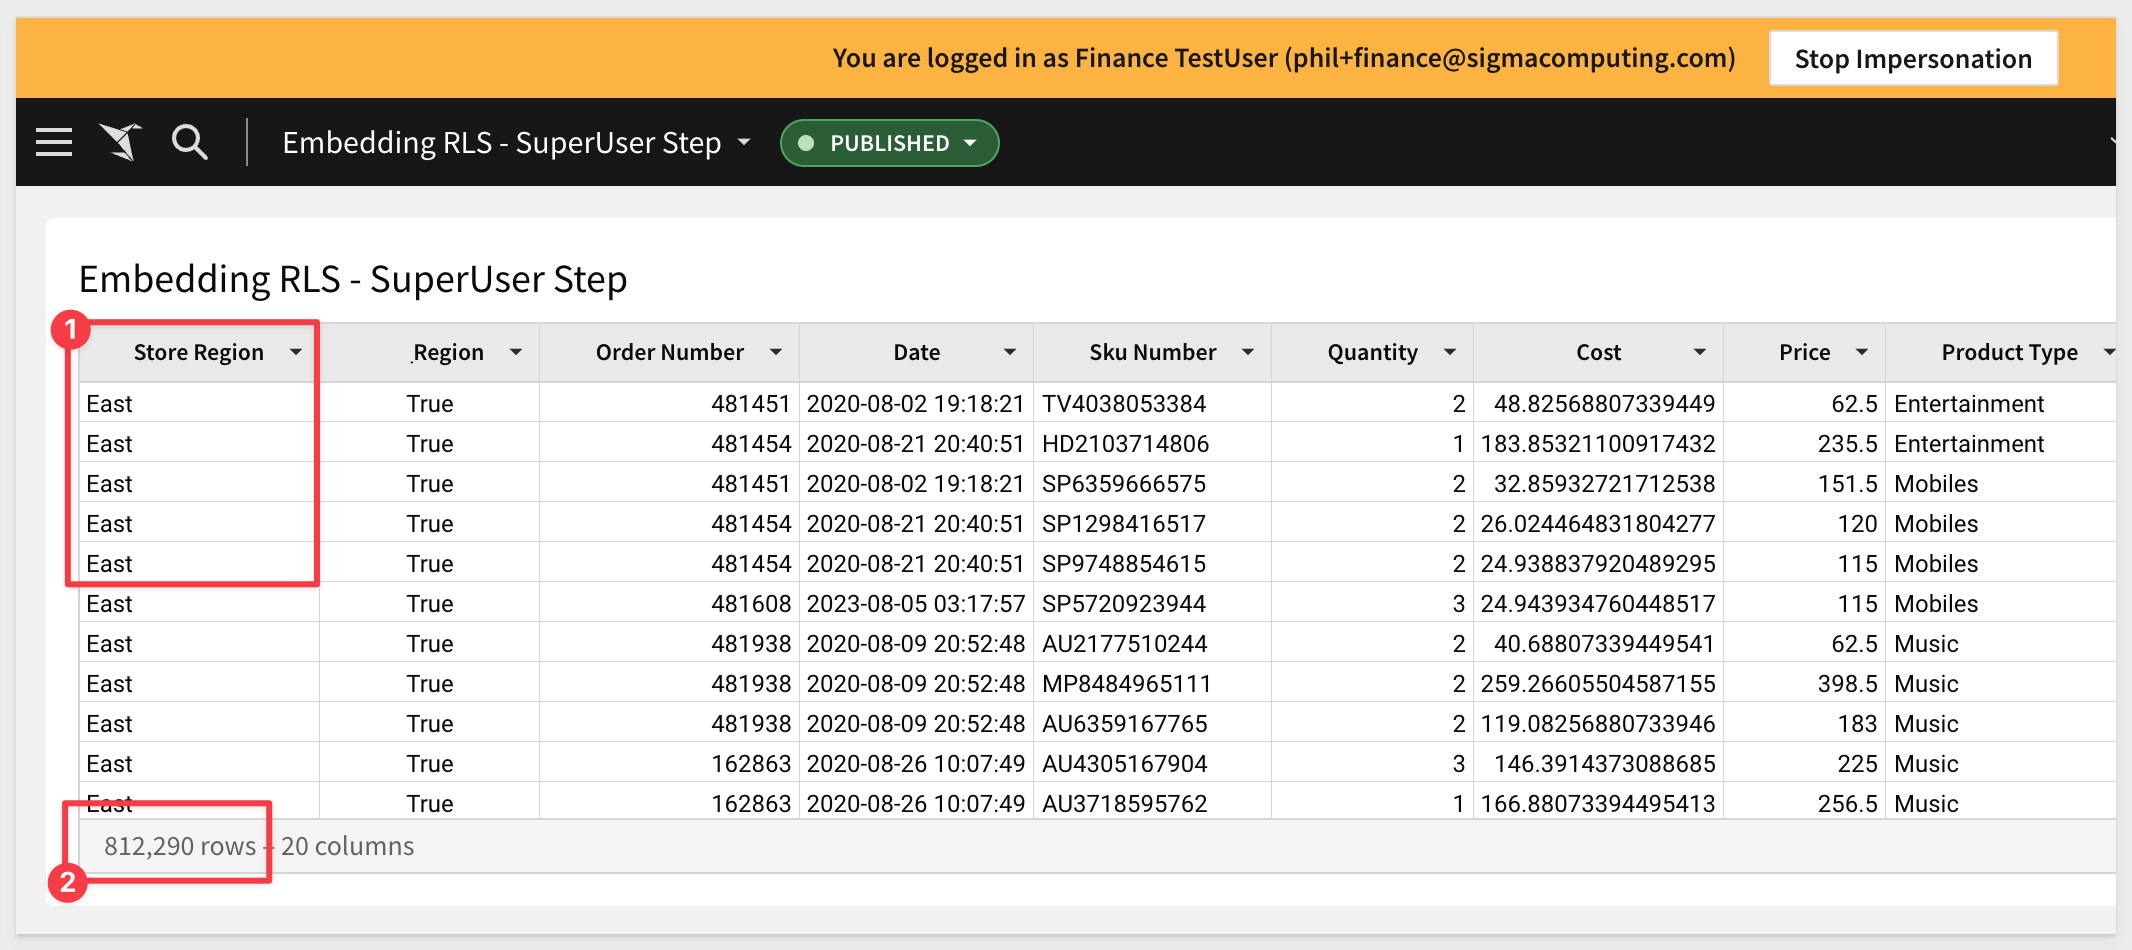 You are logged in as Finance TestUser (phil+finance@sigmacomputing.com) Stop Impersonation
Embedding RLS - SuperUser Step PUBLISHED
Embedding RLS - SuperUser Step
1
Store Region Region Order Number Date Sku Number Quantity Cost Price Product Type
East True 481451 2020-08-02 19:18:21 TV4038053384 2 48.82568807339449 62.5 Entertainment
East True 481454 2020-08-21 20:40:51 HD2103714806 1 183.85321100917432 235.5 Entertainment
East True 481451 2020-08-02 19:18:21 SP6359666575 2 32.85932721712538 151.5 Mobiles
East True 481454 2020-08-21 20:40:51 SP1298416517 2 26.024464831804277 120 Mobiles
East True 481454 2020-08-21 20:40:51 SP9748854615 2 24.938837920489295 115 Mobiles
East True 481608 2023-08-05 03:17:57 SP5720923944 3 24.943934760448517 115 Mobiles
East True 481938 2020-08-09 20:52:48 AU2177510244 2 40.68807339449541 62.5 Music
East True 481938 2020-08-09 20:52:48 MP8484965111 2 259.26605504587155 398.5 Music
East True 481938 2020-08-09 20:52:48 AU6359167765 2 119.08256880733946 183 Music
East True 162863 2020-08-26 10:07:49 AU4305167904 3 146.3914373088685 225 Music
East True 162863 2020-08-26 10:07:49 AU3718595762 1 166.88073394495413 256.5 Music
812,290 rows – 20 columns
2